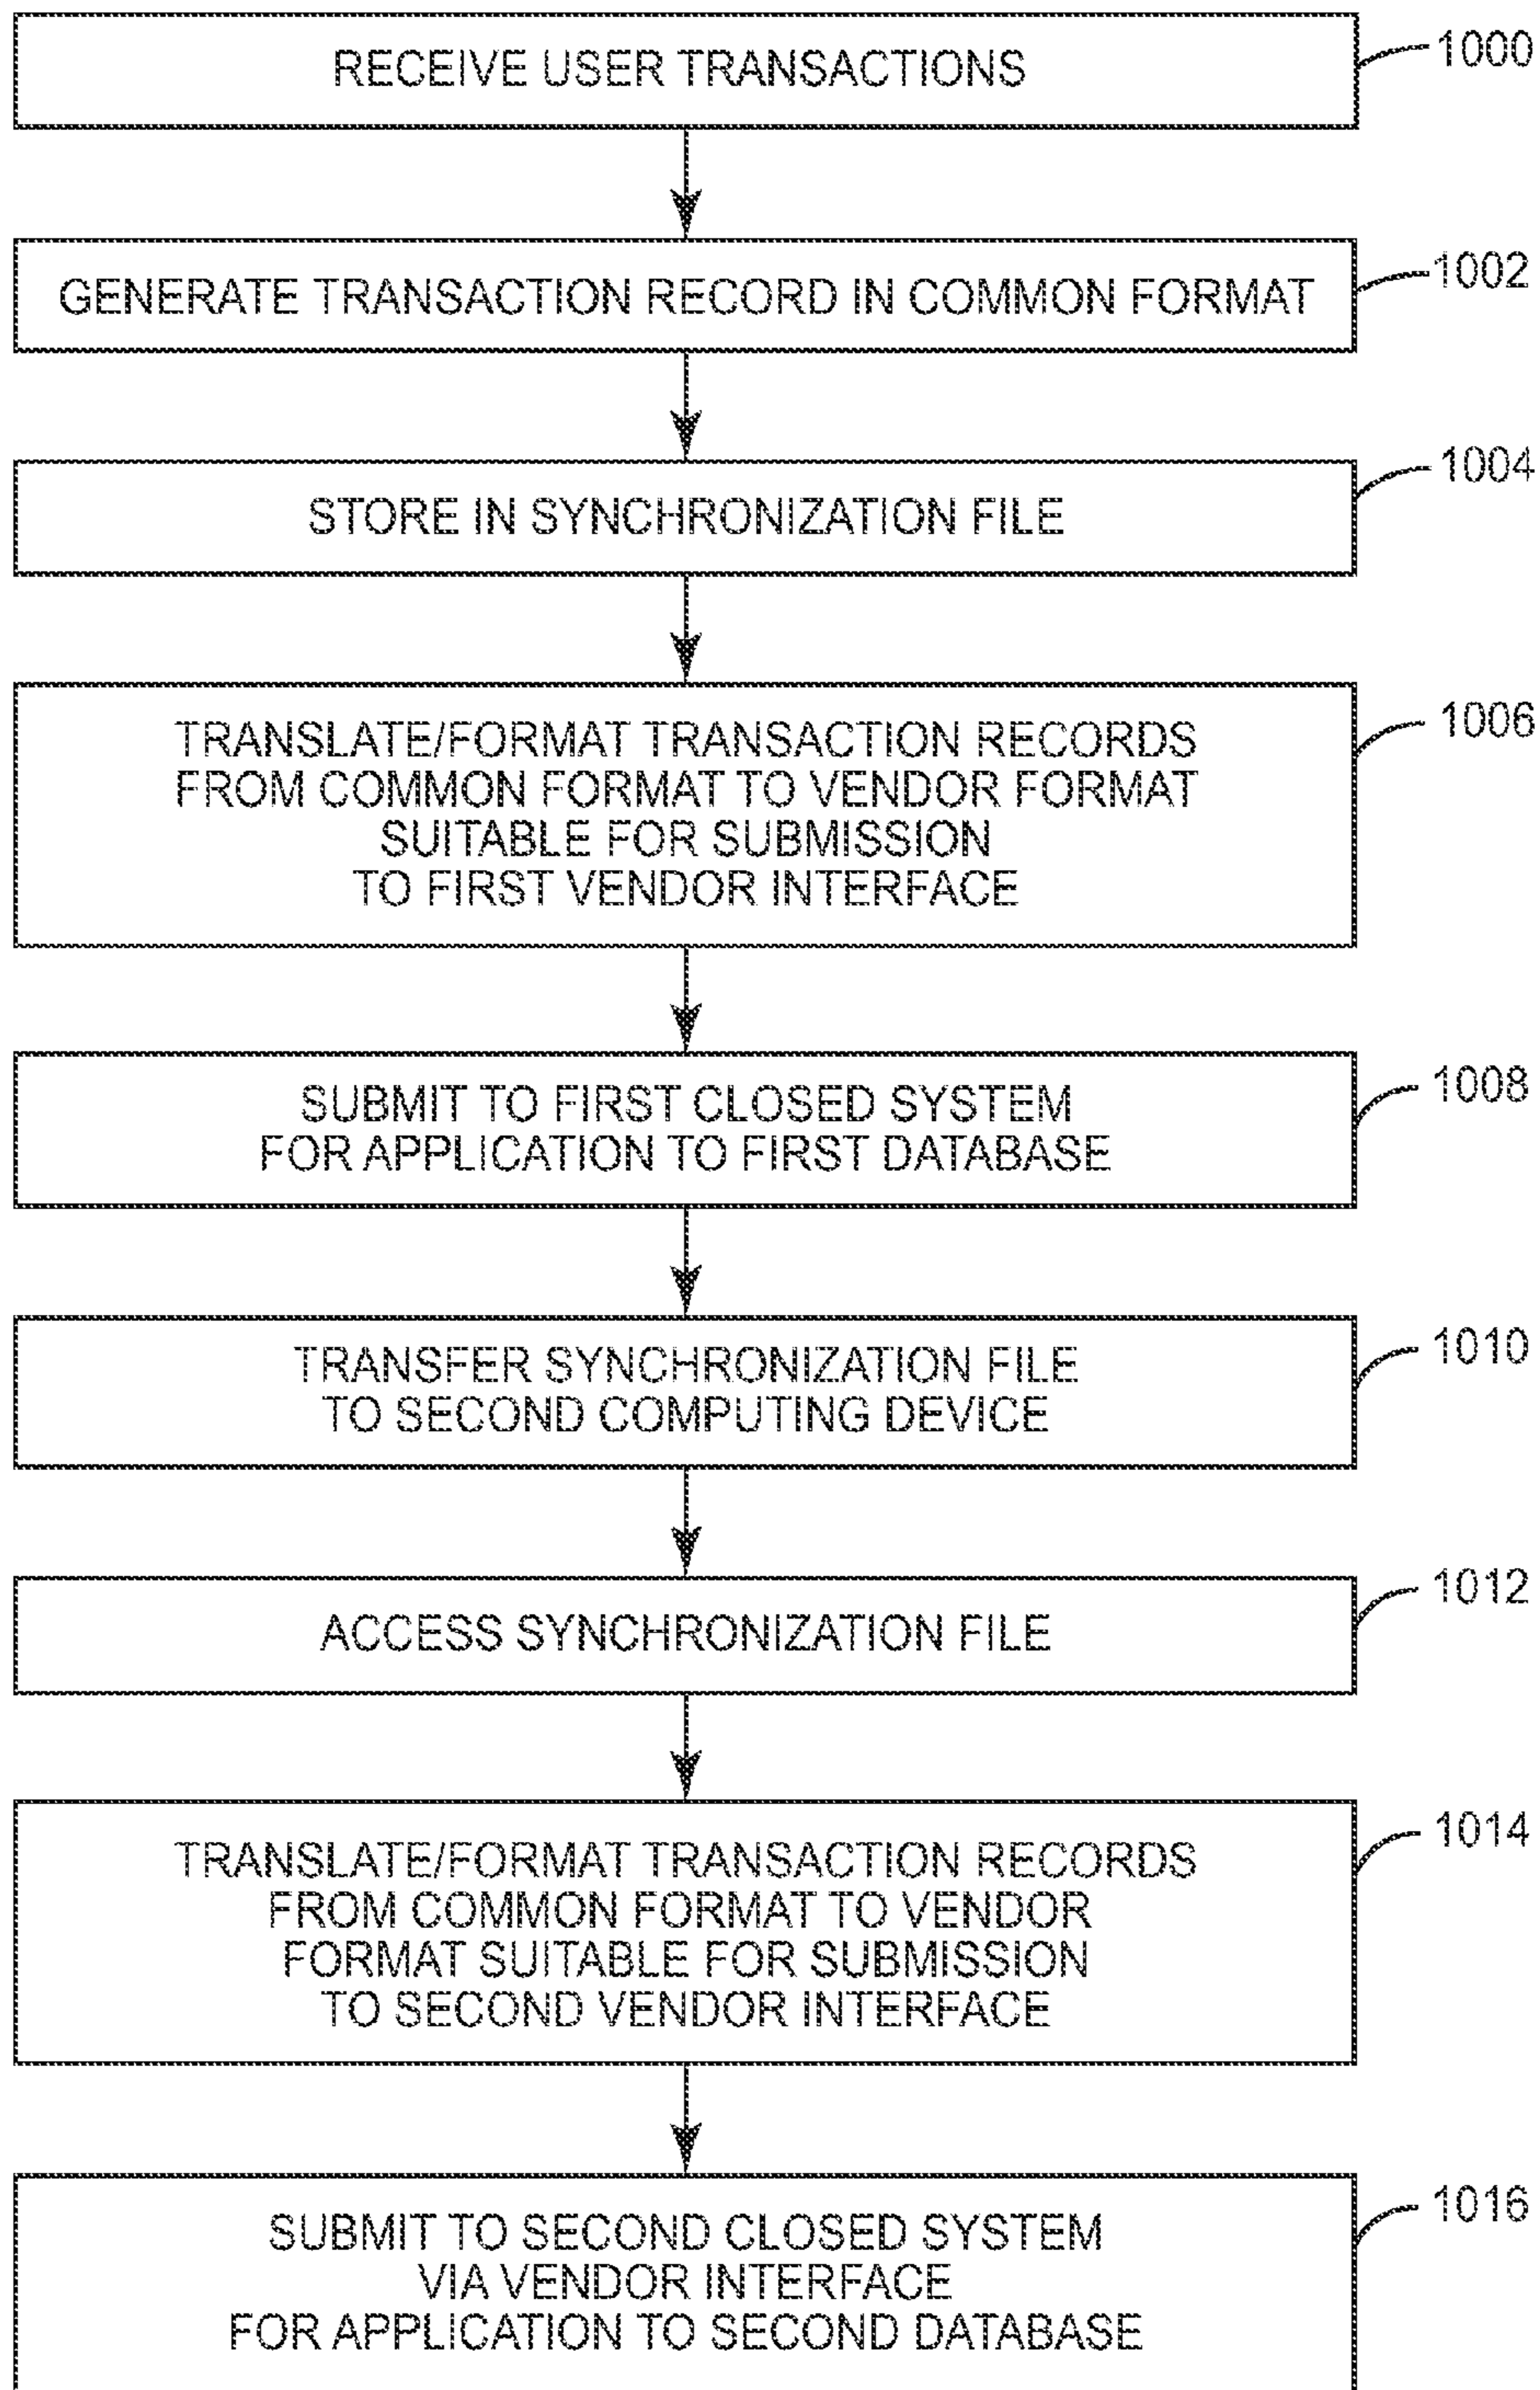 RECEIVE USER TRANSACTIONS
1000
GENERATE TRANSACTION RECORD IN COMMON FORMAT
1002
STORE IN SYNCHRONIZATION FILE
1004
TRANSLATE/FORMAT TRANSACTION RECORDS
FROM COMMON FORMAT TO VENDOR FORMAT
SUITABLE FOR SUBMISSION
TO FIRST VENDOR INTERFACE
1006
SUBMIT TO FIRST CLOSED SYSTEM
FOR APPLICATION TO FIRST DATABASE
1008
TRANSFER SYNCHRONIZATION FILE
TO SECOND COMPUTING DEVICE
1010
ACCESS SYNCHRONIZATION FILE
1012
TRANSLATE/FORMAT TRANSACTION RECORDS
FROM COMMON FORMAT TO VENDOR
FORMAT SUITABLE FOR SUBMISSION
TO SECOND VENDOR INTERFACE
1014
SUBMIT TO SECOND CLOSED SYSTEM
VIA VENDOR INTERFACE
FOR APPLICATION TO SECOND DATABASE
1016